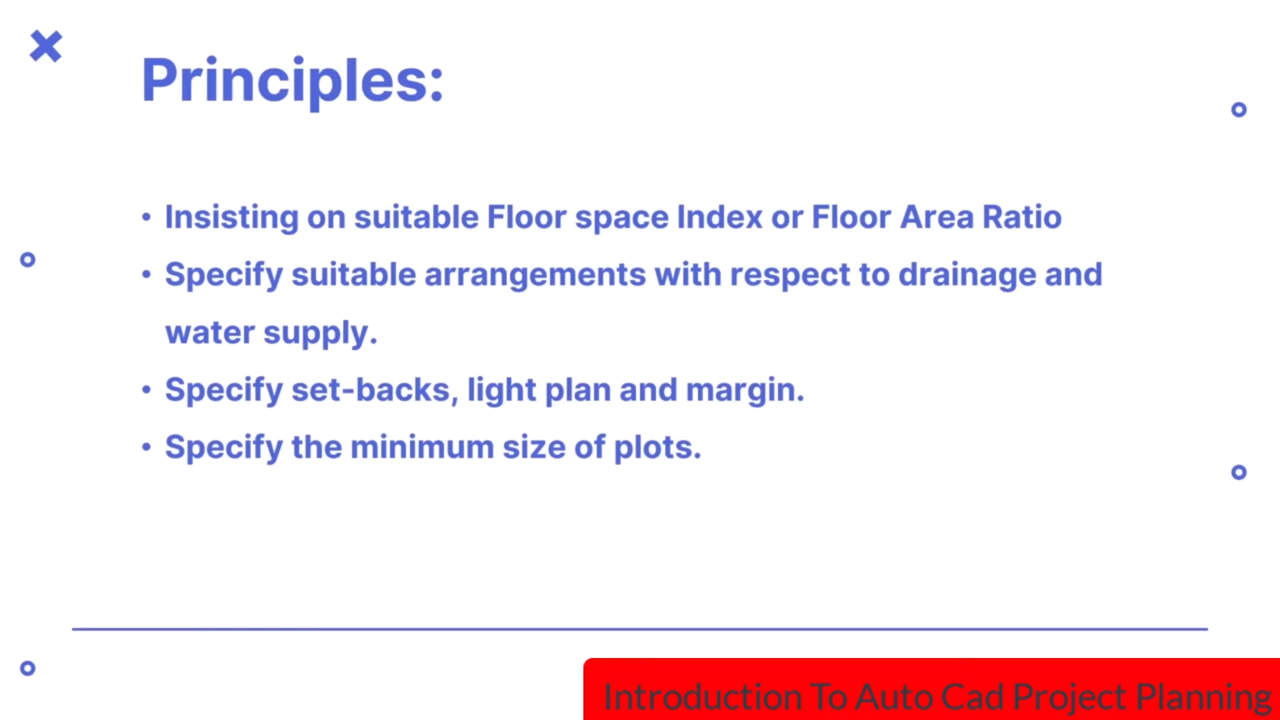 Principles:
• Insisting on suitable Floor space Index or Floor Area Ratio
• Specify suitable arrangements with respect to drainage and
water supply.
• Specify set-backs, light plan and margin.
• Specify the minimum size of plots.
Introduction To Auto Cad Project Planning